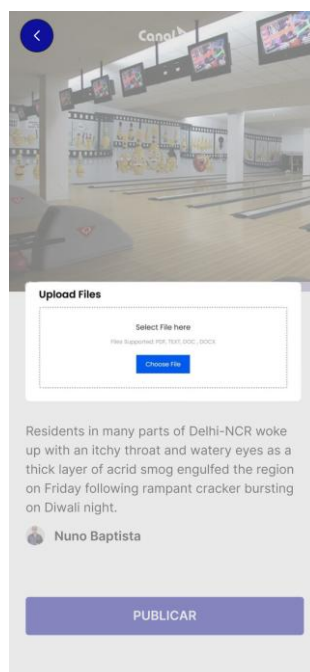 Canal
Upload Files
Select File here
Files Supported: PDF, TEXT, DOC , DOCX
Choose File
Residents in many parts of Delhi-NCR woke
up with an itchy throat and watery eyes as a
thick layer of acrid smog engulfed the region
on Friday following rampant cracker bursting
on Diwali night.
Nuno Baptista
PUBLICAR